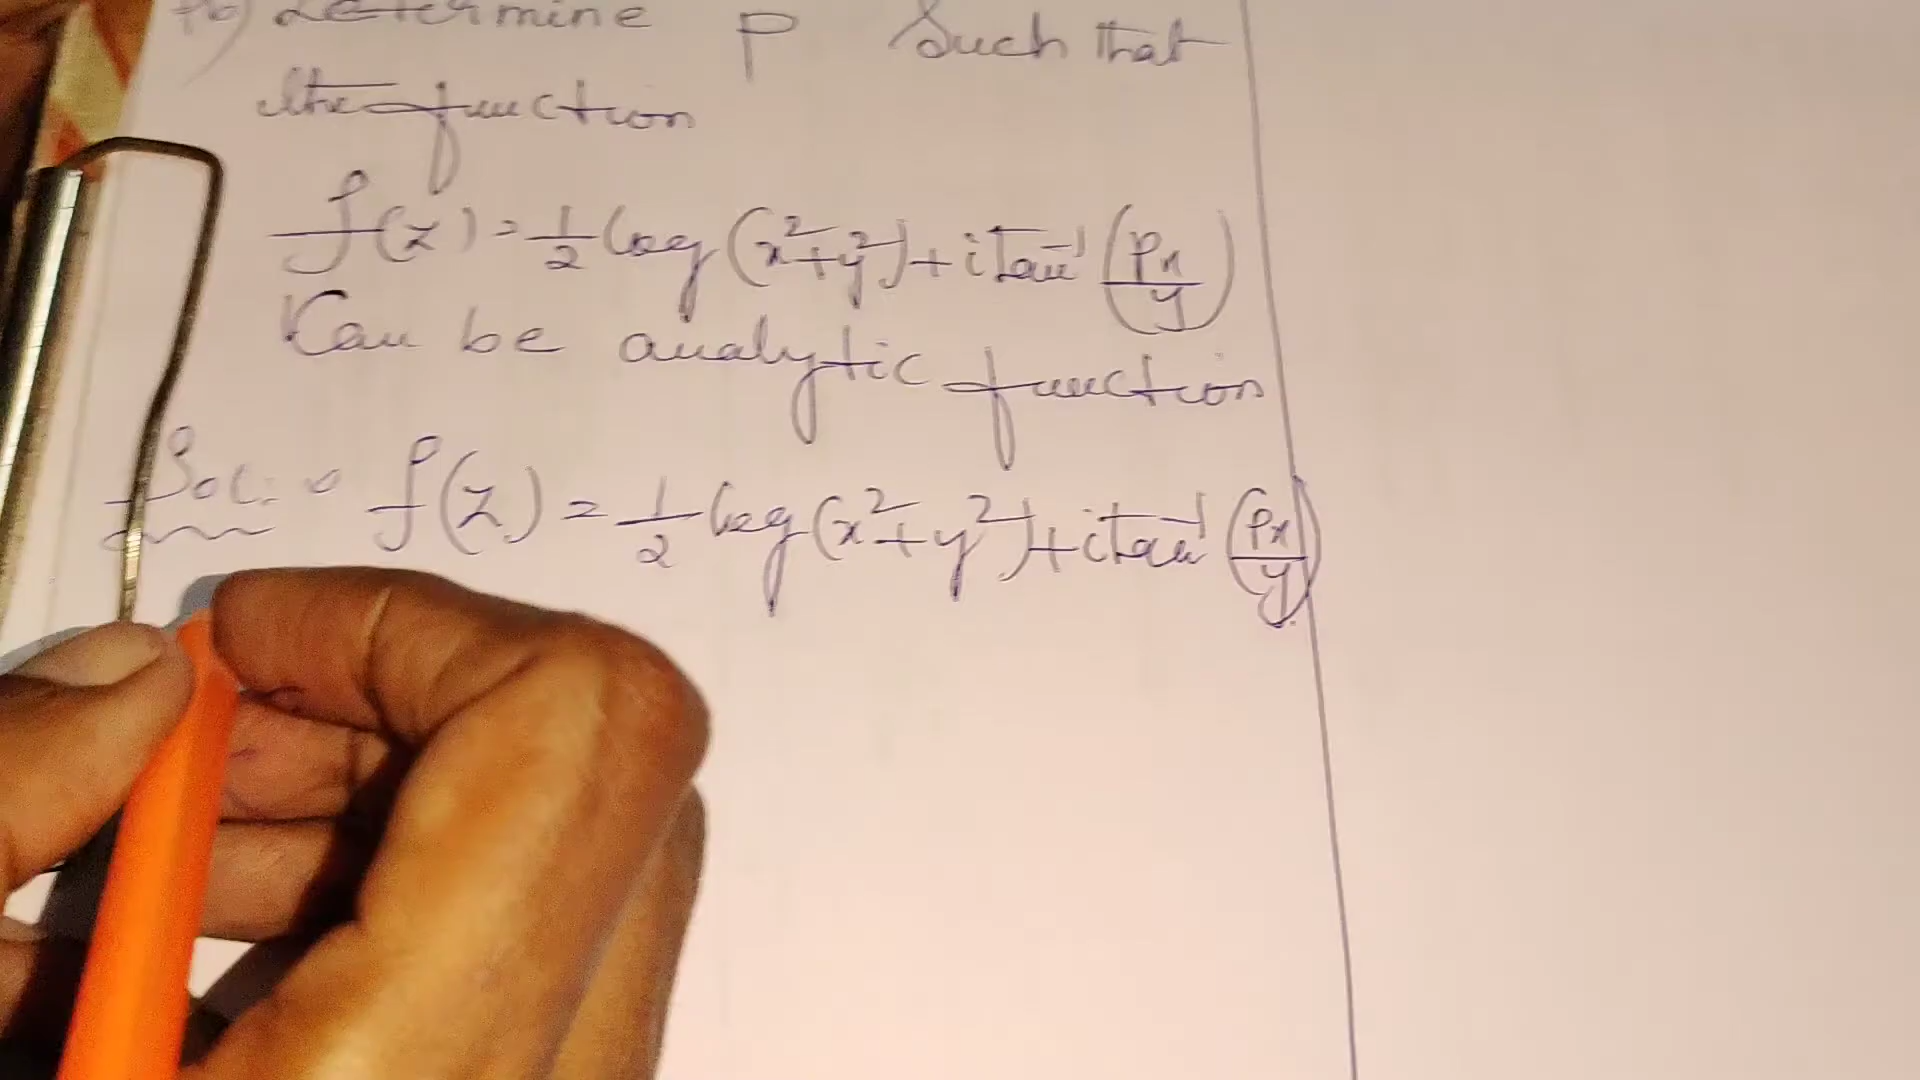 Determine P Such that
the function
f(z) = 1/2 log(x²+y²) + i tan⁻¹(px/y)
Can be analytic function
Sol:- f(z) = 1/2 log(x²+y²) + i tan⁻¹(px/y)